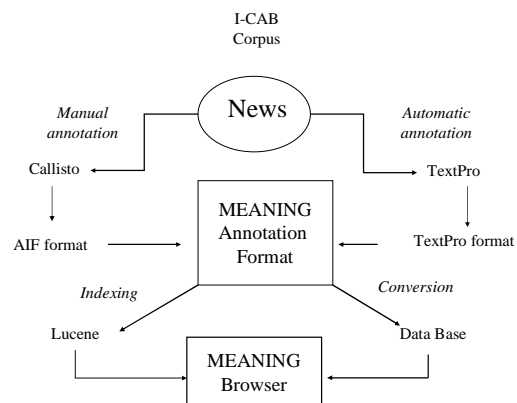 I-CAB
Corpus
News
Manual
annotation
Automatic
annotation
Callisto
TextPro
MEANING
Annotation
Format
AIF format
TextPro format
Indexing
Conversion
Lucene
Data Base
MEANING
Browser